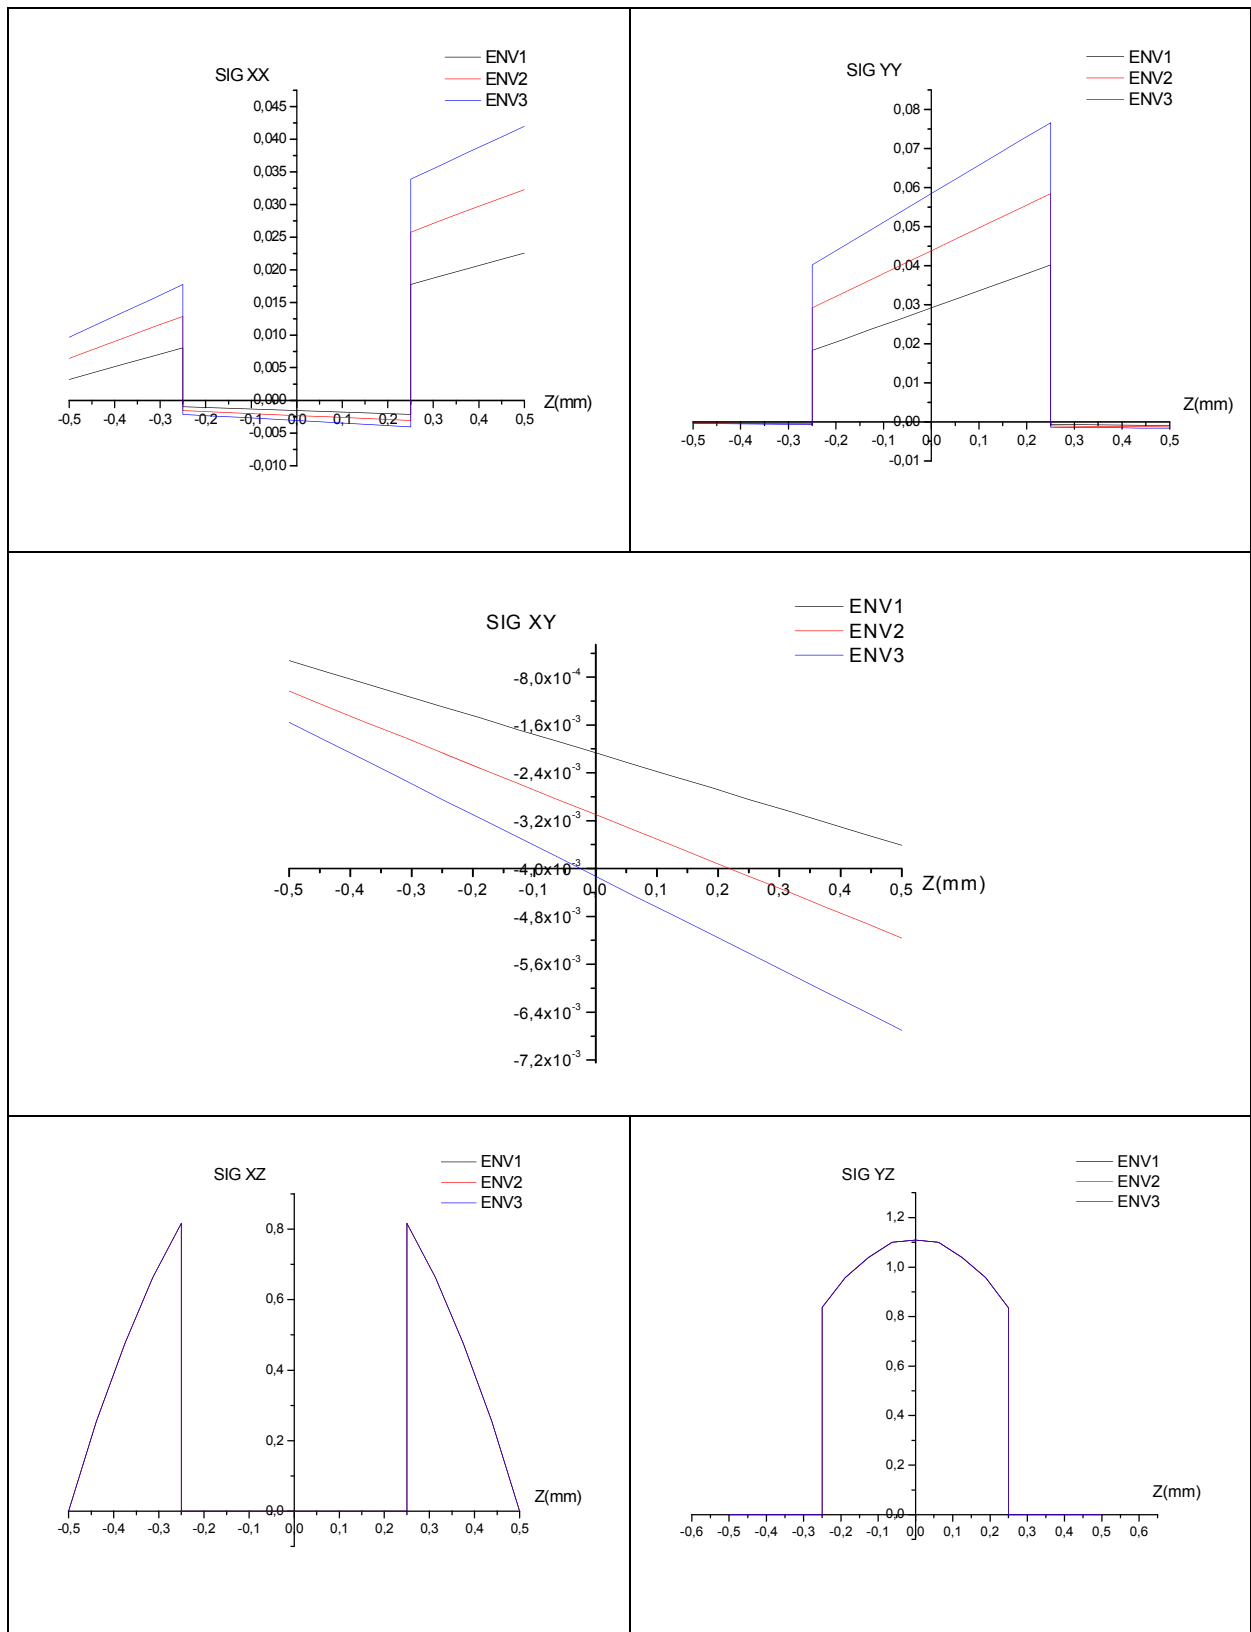 SIG XX
ENV1
ENV2
ENV3
0,045
0,040
0,035
0,030
0,025
0,020
0,015
0,010
0,005
0,000
-0,005
-0,010
-0,5 -0,4 -0,3 -0,2 -0,1 0,0 0,1 0,2 0,3 0,4 0,5
Z(mm)
SIG YY
ENV1
ENV2
ENV3
0,08
0,07
0,06
0,05
0,04
0,03
0,02
0,01
0,00
-0,01
-0,5 -0,4 -0,3 -0,2 -0,1 0,0 0,1 0,2 0,3 0,4 0,5
Z(mm)
SIG XY
ENV1
ENV2
ENV3
-8,0x10⁻⁴
-1,6x10⁻³
-2,4x10⁻³
-3,2x10⁻³
-4,0x10⁻³
-4,8x10⁻³
-5,6x10⁻³
-6,4x10⁻³
-7,2x10⁻³
-0,5 -0,4 -0,3 -0,2 -0,1 0,0 0,1 0,2 0,3 0,4 0,5
Z(mm)
SIG XZ
ENV1
ENV2
ENV3
0,8
0,6
0,4
0,2
0,0
-0,5 -0,4 -0,3 -0,2 -0,1 0,0 0,1 0,2 0,3 0,4 0,5
Z(mm)
SIG YZ
ENV1
ENV2
ENV3
1,2
1,0
0,8
0,6
0,4
0,2
0,0
-0,6 -0,5 -0,4 -0,3 -0,2 -0,1 0,0 0,1 0,2 0,3 0,4 0,5 0,6
Z(mm)